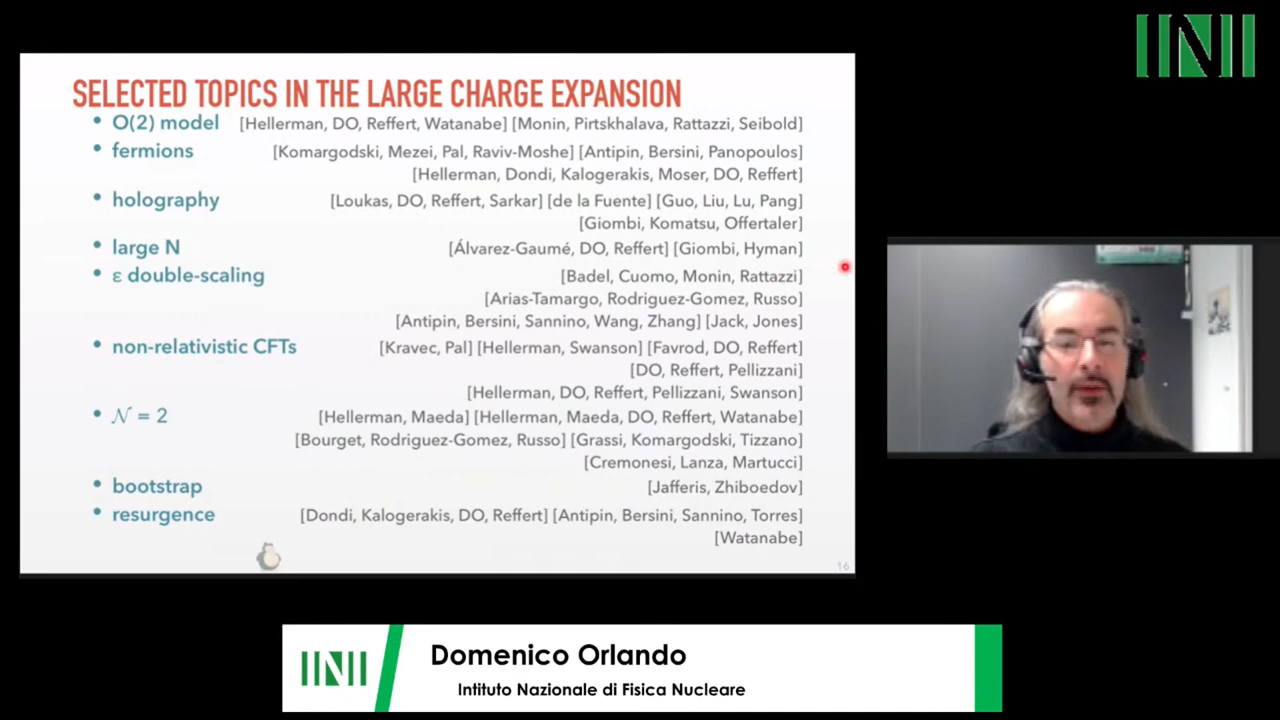 SELECTED TOPICS IN THE LARGE CHARGE EXPANSION
• O(2) model [Hellerman, DO, Reffert, Watanabe] [Monin, Pirtskhalava, Rattazzi, Seibold]
• fermions [Komargodski, Mezei, Pal, Raviv-Moshe] [Antipin, Bersini, Panopoulos]
[Hellerman, Dondi, Kalogerakis, Moser, DO, Reffert]
• holography [Loukas, DO, Reffert, Sarkar] [de la Fuente] [Guo, Liu, Lu, Pang]
[Giombi, Komatsu, Offertaler]
• large N [Álvarez-Gaumé, DO, Reffert] [Giombi, Hyman]
• ε double-scaling [Badel, Cuomo, Monin, Rattazzi]
[Arias-Tamargo, Rodriguez-Gomez, Russo]
[Antipin, Bersini, Sannino, Wang, Zhang] [Jack, Jones]
• non-relativistic CFTs [Kravec, Pal] [Hellerman, Swanson] [Favrod, DO, Reffert]
[DO, Reffert, Pellizzani]
[Hellerman, DO, Reffert, Pellizzani, Swanson]
• 𝒩 = 2 [Hellerman, Maeda] [Hellerman, Maeda, DO, Reffert, Watanabe]
[Bourget, Rodriguez-Gomez, Russo] [Grassi, Komargodski, Tizzano]
[Cremonesi, Lanza, Martucci]
• bootstrap [Jafferis, Zhiboedov]
• resurgence [Dondi, Kalogerakis, DO, Reffert] [Antipin, Bersini, Sannino, Torres]
[Watanabe]
16
INI
INI
Domenico Orlando
Intituto Nazionale di Fisica Nucleare